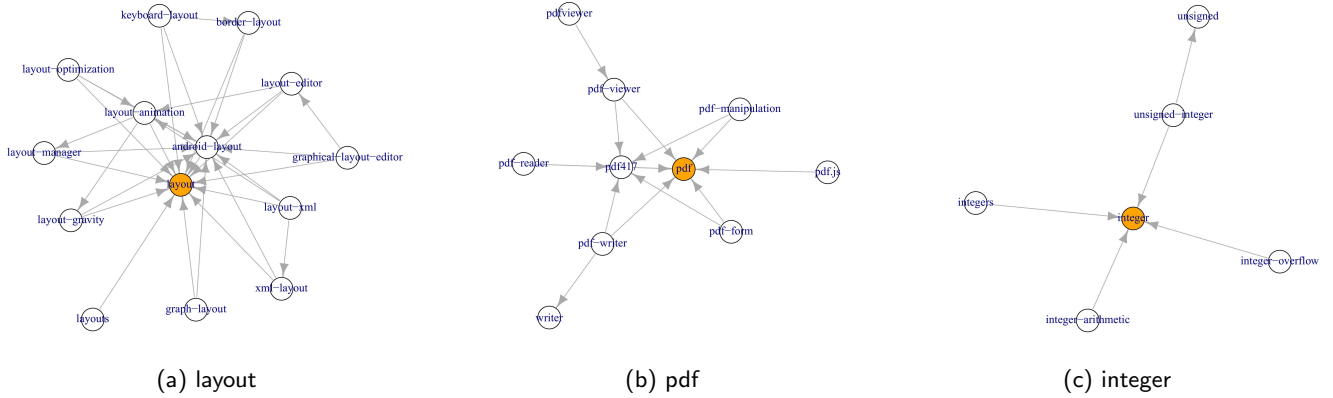 keyboard−layout
border−layout
layout−optimization
layout−editor
layout−animation
android−layout
layout−manager
graphical−layout−editor
layout
layout−xml
layout−gravity
xml−layout
graph−layout
layouts
(a) layout
pdfviewer
pdf−viewer
pdf−manipulation
pdf−reader
pdf417
pdf
pdf.js
pdf−form
pdf−writer
writer
(b) pdf
unsigned
unsigned−integer
integers
integer
integer−overflow
integer−arithmetic
(c) integer